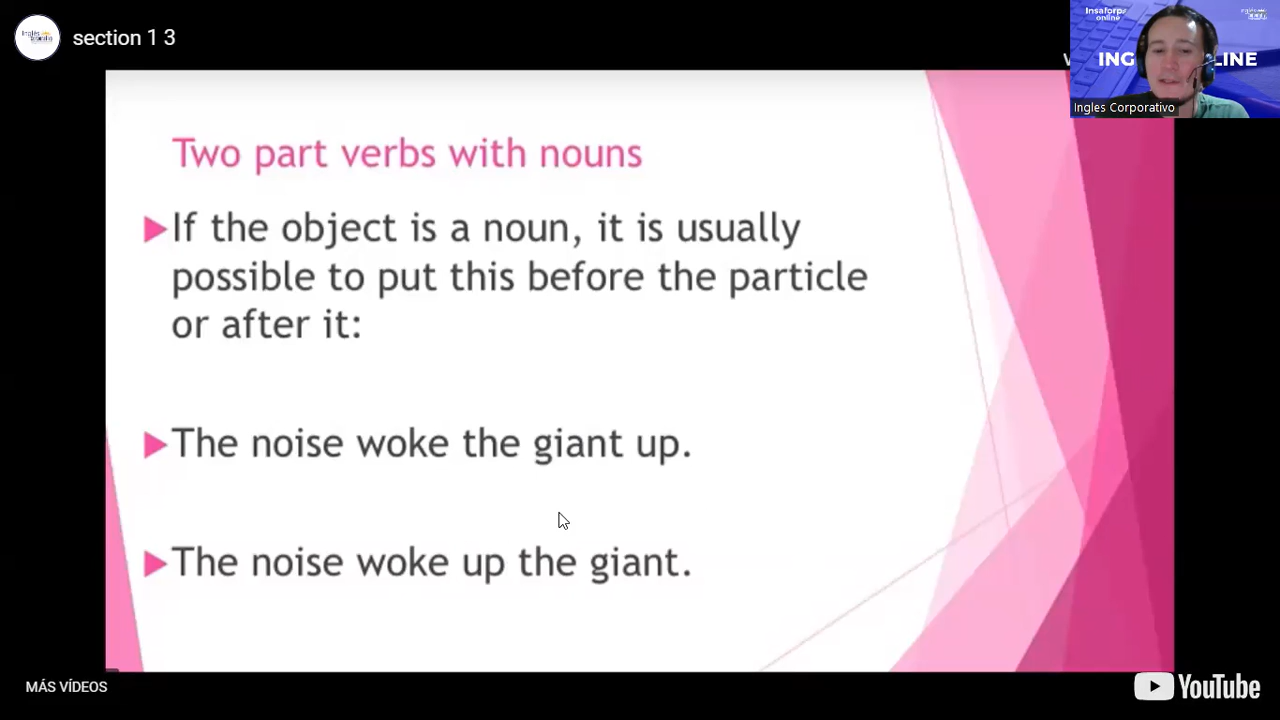 section 1 3
Insaforp
online
ING
LINE
Ingles Corporativo
Two part verbs with nouns
If the object is a noun, it is usually
possible to put this before the particle
or after it:
The noise woke the giant up.
The noise woke up the giant.
MÁS VÍDEOS
YouTube